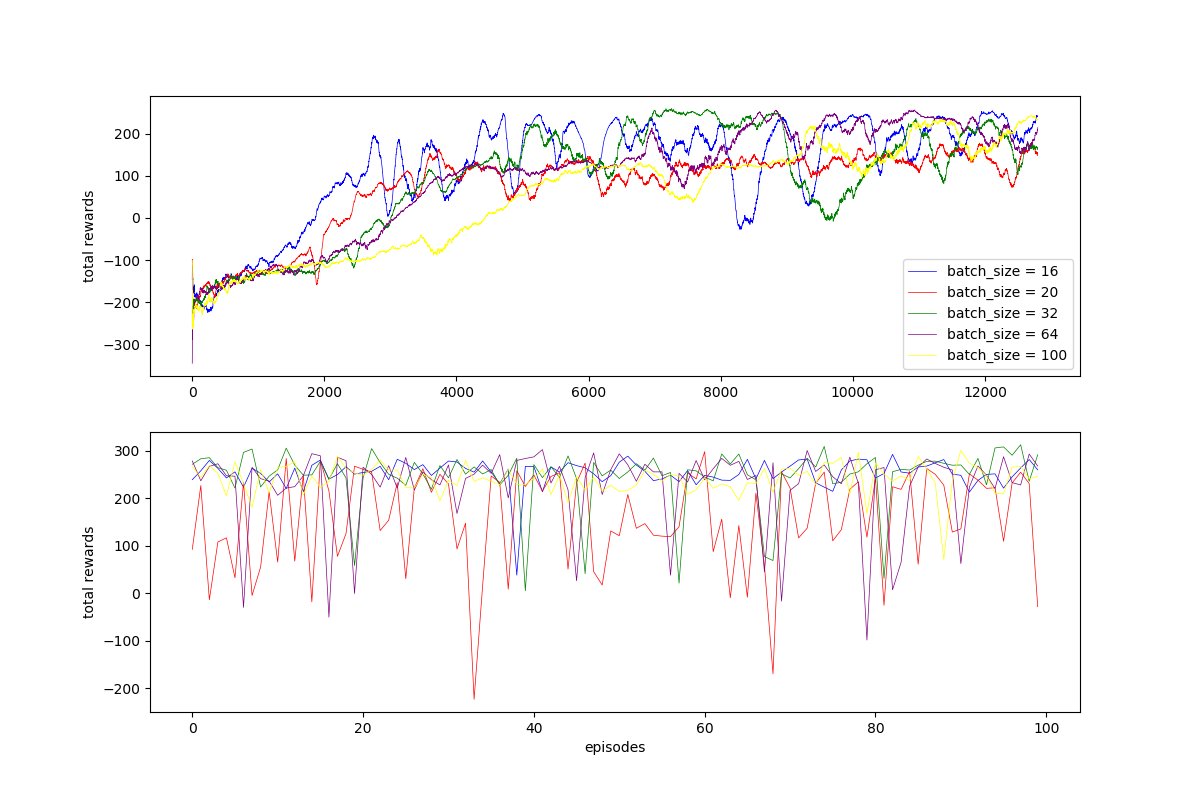 total rewards
200
100
0
−100
−200
−300
batch_size = 16
batch_size = 20
batch_size = 32
batch_size = 64
batch_size = 100
0 2000 4000 6000 8000 10000 12000
total rewards
300
200
100
0
−100
−200
0 20 40 60 80 100
episodes